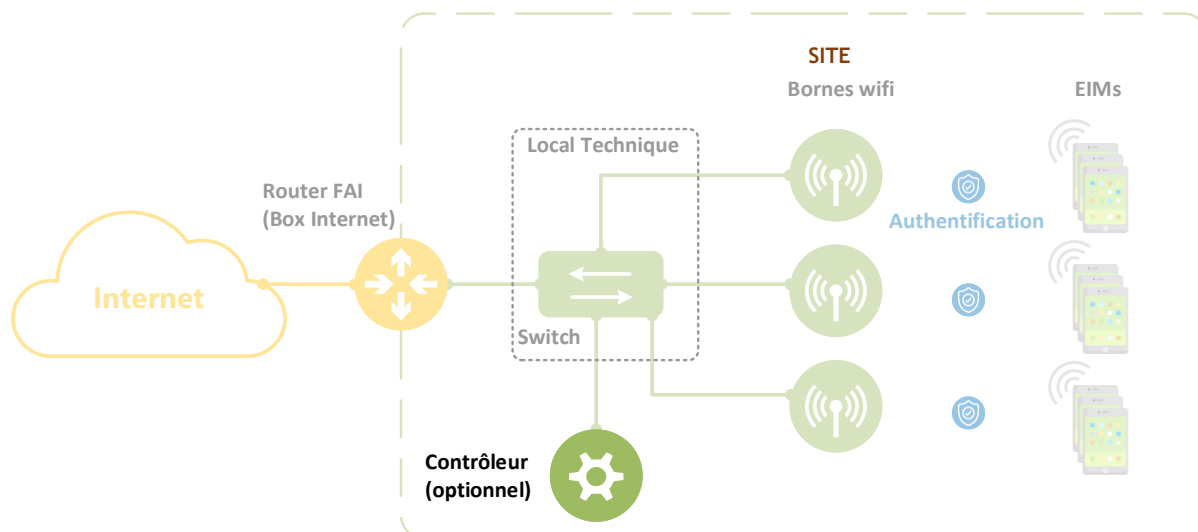 SITE
Bornes wifi
EIMs
Local Technique
Router FAI
(Box Internet)
Authentification
Internet
Switch
Contrôleur
(optionnel)